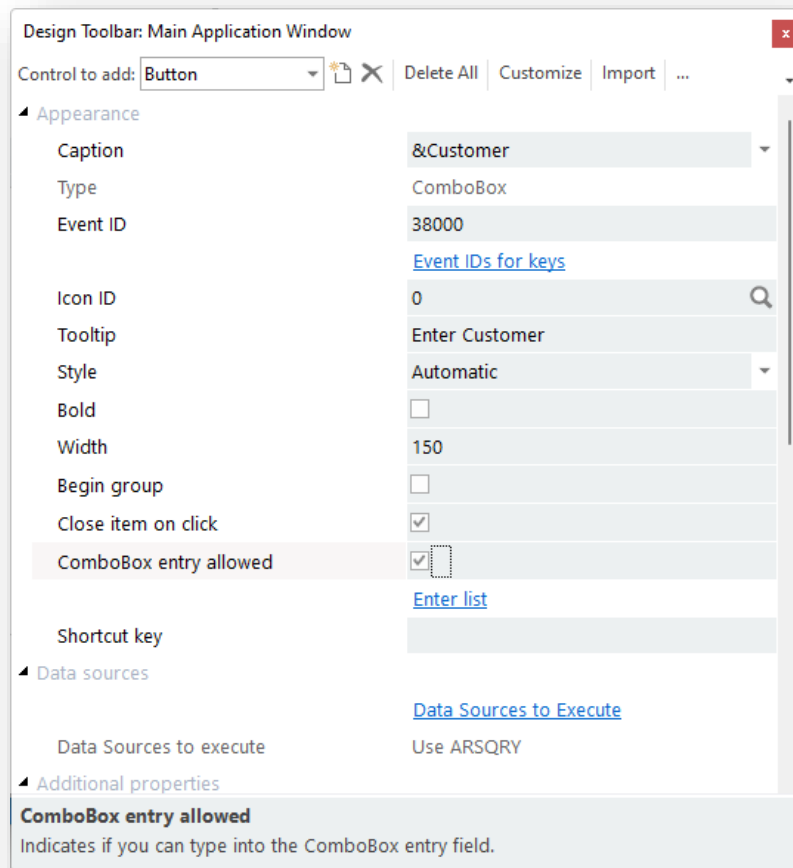 Design Toolbar: Main Application Window
x
Control to add: Button Delete All Customize Import ...
Appearance
Caption &Customer
Type ComboBox
Event ID 38000
Event IDs for keys
Icon ID 0
Tooltip Enter Customer
Style Automatic
Bold
Width 150
Begin group
Close item on click
ComboBox entry allowed
Enter list
Shortcut key
Data sources
Data Sources to Execute
Data Sources to execute Use ARSQRY
Additional properties
ComboBox entry allowed
Indicates if you can type into the ComboBox entry field.